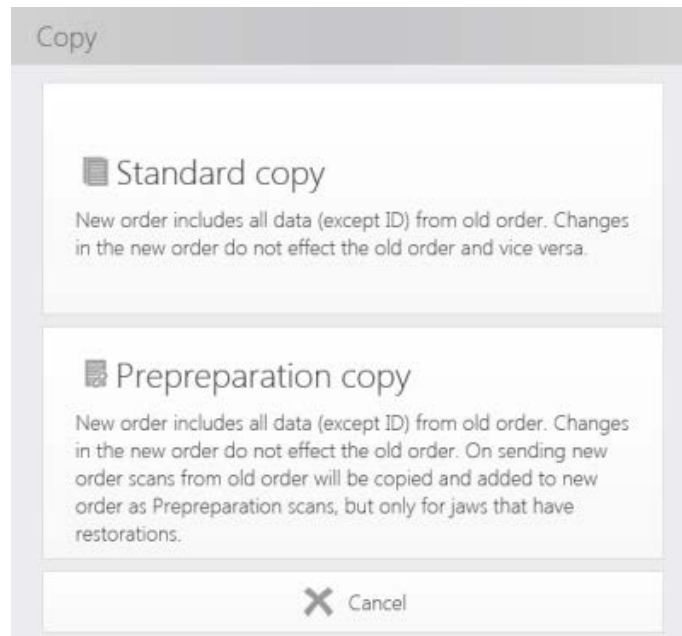 Copy
Standard copy
New order includes all data (except ID) from old order. Changes
in the new order do not effect the old order and vice versa.
Prepreparation copy
New order includes all data (except ID) from old order. Changes
in the new order do not effect the old order. On sending new
order scans from old order will be copied and added to new
order as Prepreparation scans, but only for jaws that have
restorations.
Cancel